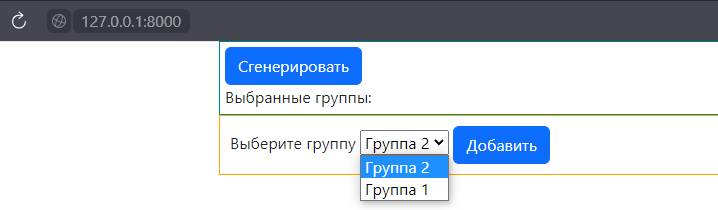 127.0.0.1:8000
Сгенерировать
Выбранные группы:
Выберите группу Группа 2 Добавить
Группа 2
Группа 1